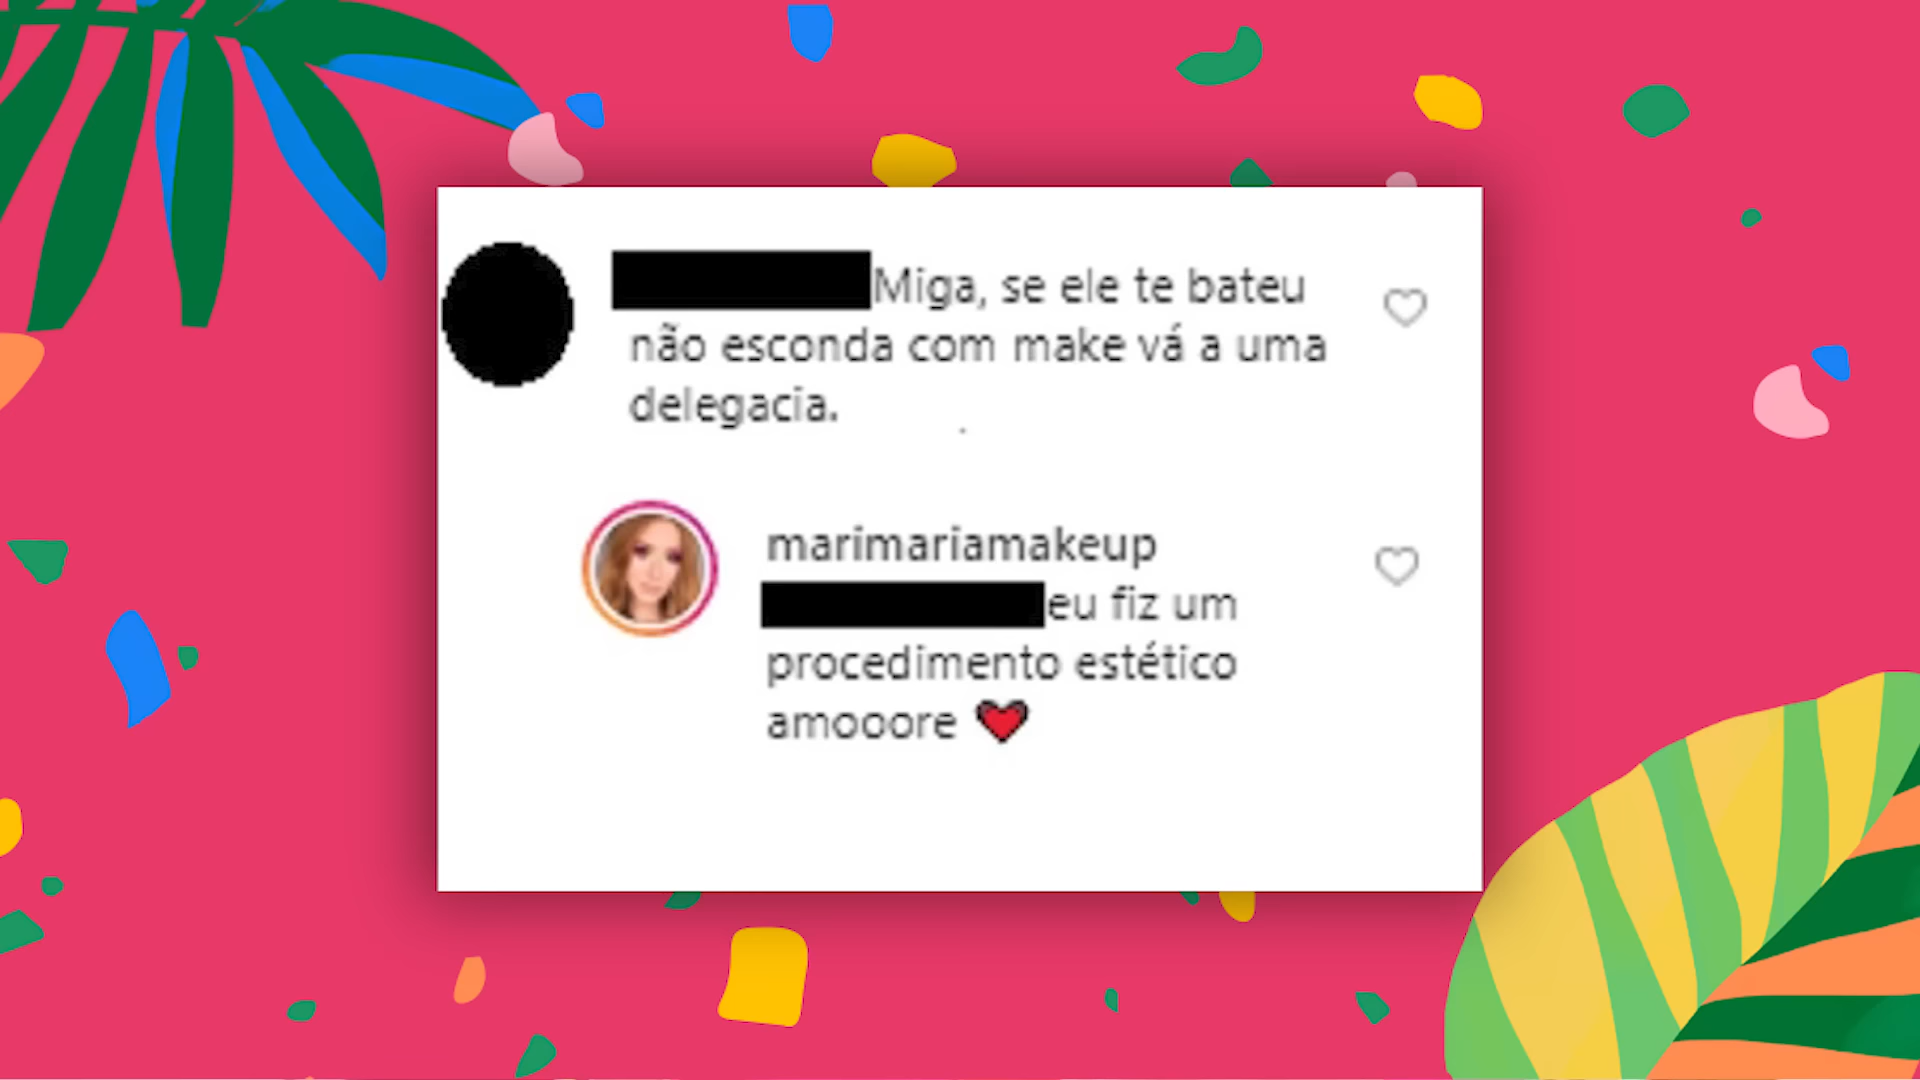 Miga, se ele te bateu
não esconda com make vá a uma
delegacia.
marimariamakeup
eu fiz um
procedimento estético
amooore ❤